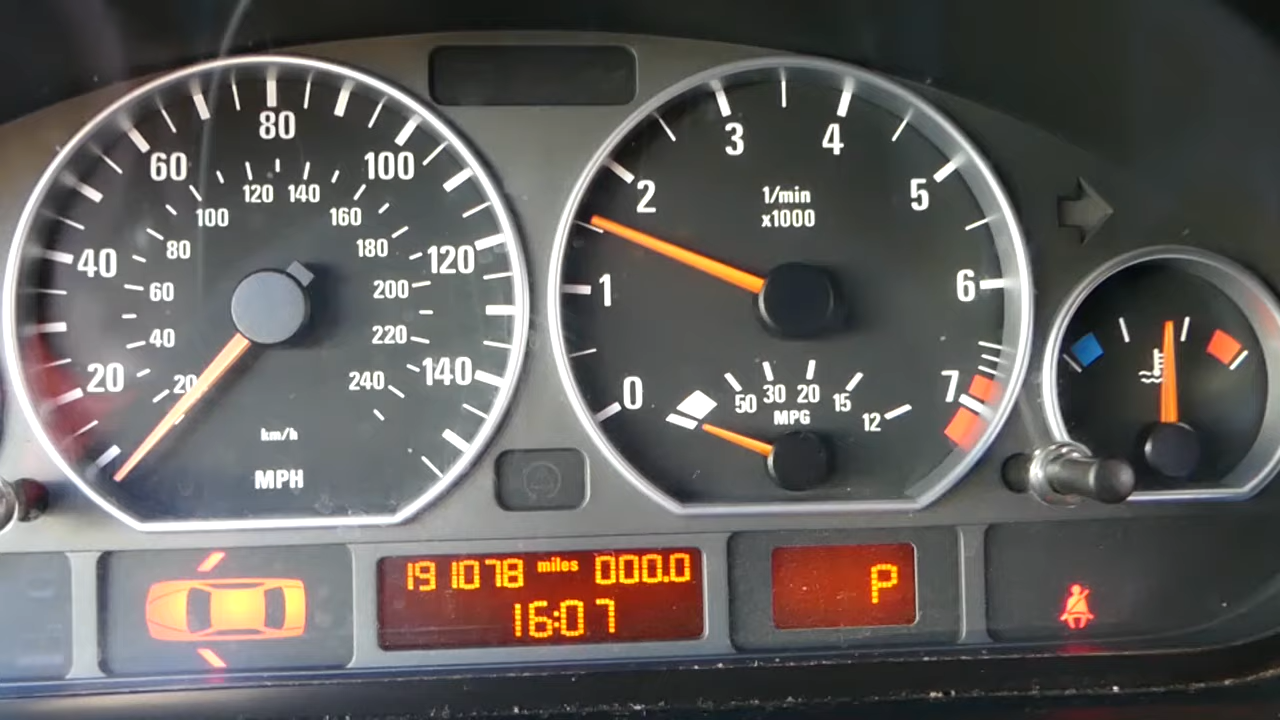 20 40 60 80 100 120 140
20 40 60 80 100 120 140 160 180 200 220 240
km/h
MPH
0 1 2 3 4 5 6 7
1/min
x1000
50 30 20 15 12
MPG
191078 miles 000.0
16:07
P